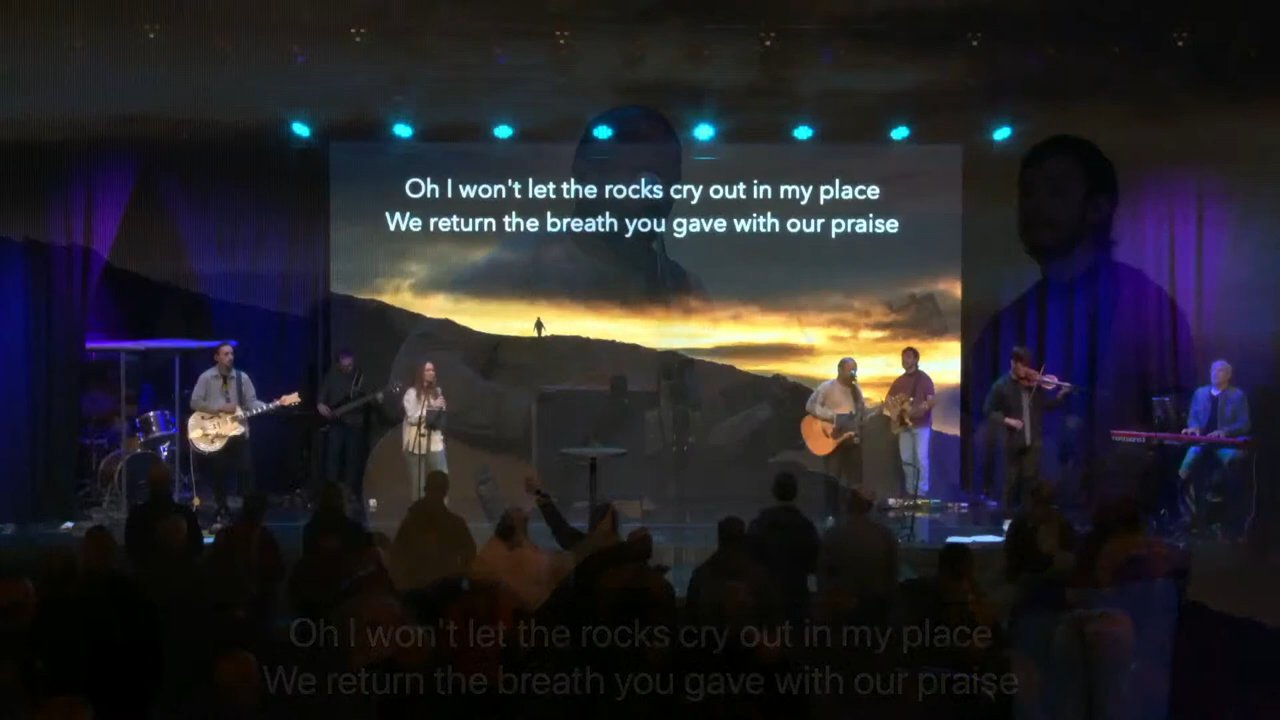 Oh I won't let the rocks cry out in my place
We return the breath you gave with our praise
Oh I won't let the rocks cry out in my place
We return the breath you gave with our praise